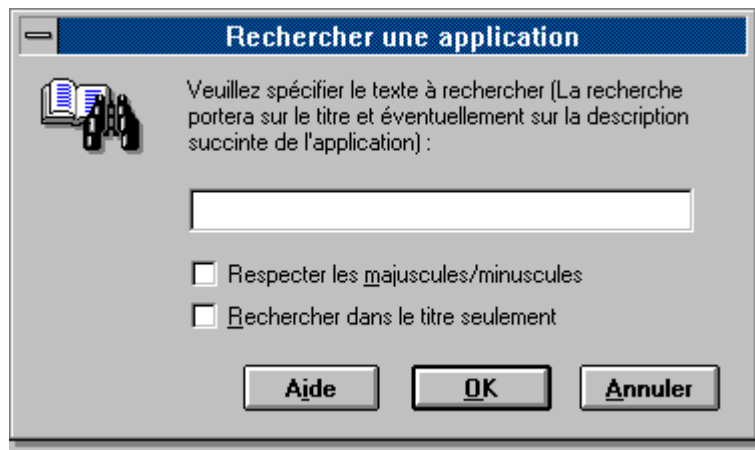 Rechercher une application
Veuillez spécifier le texte à rechercher (La recherche
portera sur le titre et éventuellement sur la description
succinte de l'application) :
Respecter les majuscules/minuscules
Rechercher dans le titre seulement
Aide OK Annuler